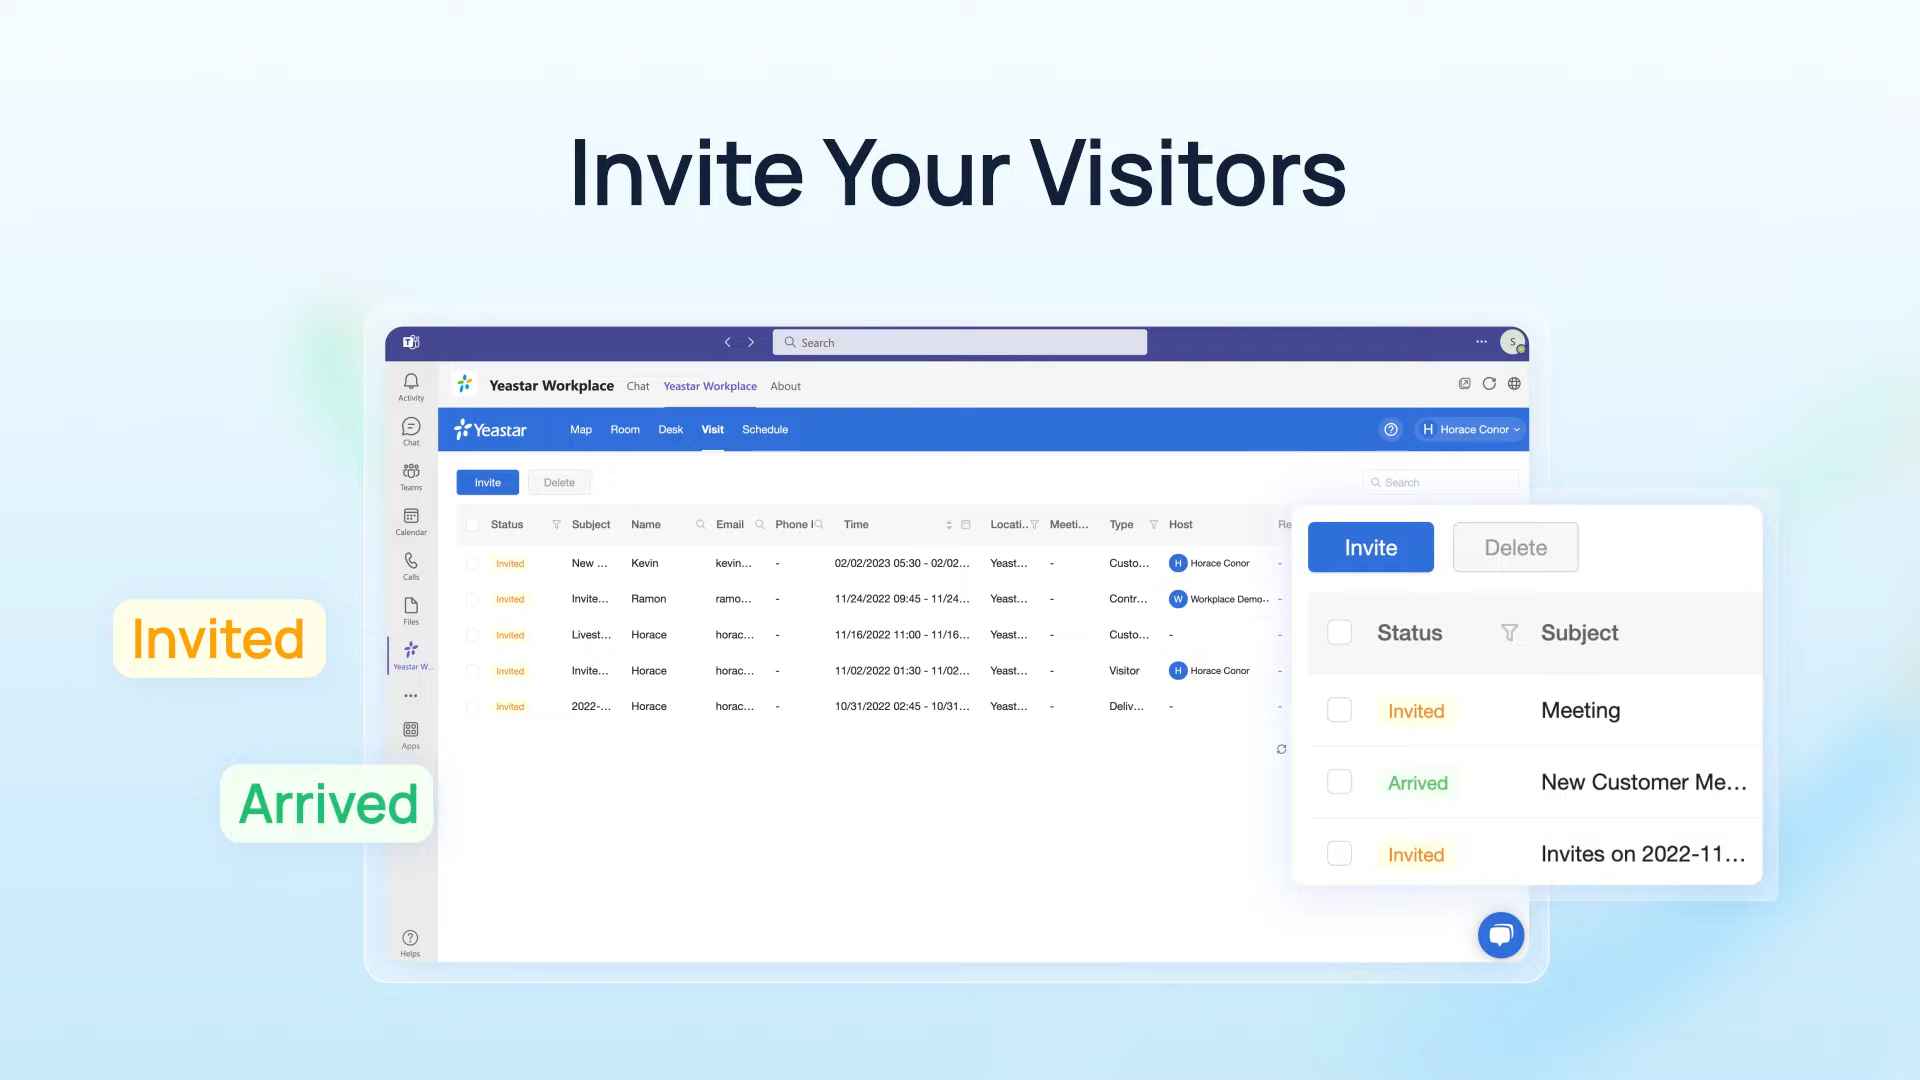 Invite Your Visitors
Search
S
Yeastar Workplace Chat Yeastar Workplace About
Activity
Chat
Teams
Calendar
Calls
Files
Yeastar W...
Apps
Helps
Yeastar Map Room Desk Visit Schedule H Horace Conor
Invite Delete Search
Status Subject Name Email Phone Time Locati.. Meeti... Type Host Re
Invited New ... Kevin kevin... - 02/02/2023 05:30 - 02/02... Yeast... - Custo... H Horace Conor -
Invited Invite... Ramon ramo... - 11/24/2022 09:45 - 11/24... Yeast... - Contr... W Workplace Demo.. -
Invited Livest... Horace horac... - 11/16/2022 11:00 - 11/16... Yeast... - Custo... - -
Invited Invite... Horace horac... - 11/02/2022 01:30 - 11/02... Yeast... - Visitor H Horace Conor -
Invited 2022-... Horace horac... - 10/31/2022 02:45 - 10/31... Yeast... - Deliv... - -
Invited
Arrived
Invite Delete
Status Subject
Invited Meeting
Arrived New Customer Me...
Invited Invites on 2022-11...